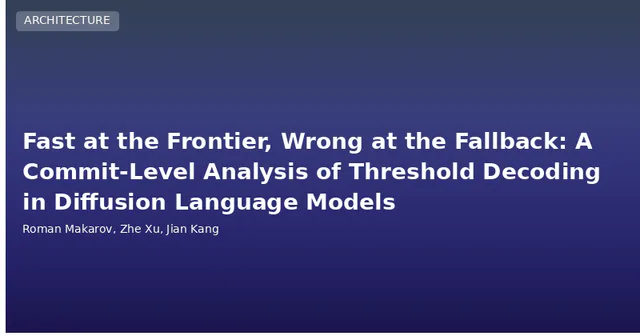 ARCHITECTURE
Fast at the Frontier, Wrong at the Fallback: A
Commit-Level Analysis of Threshold Decoding
in Diffusion Language Models
Roman Makarov, Zhe Xu, Jian Kang